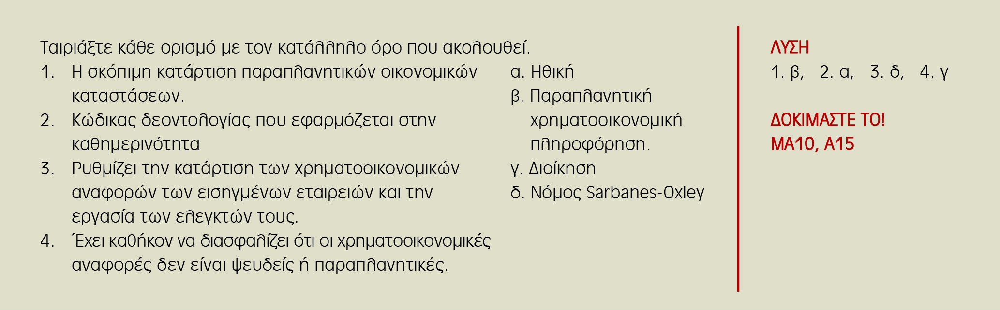 Ταιριάξτε κάθε ορισμό με τον κατάλληλο όρο που ακολουθεί.
1. Η σκόπιμη κατάρτιση παραπλανητικών οικονομικών
καταστάσεων.
2. Κώδικας δεοντολογίας που εφαρμόζεται στην
καθημερινότητα
3. Ρυθμίζει την κατάρτιση των χρηματοοικονομικών
αναφορών των εισηγμένων εταιρειών και την
εργασία των ελεγκτών τους.
4. Έχει καθήκον να διασφαλίζει ότι οι χρηματοοικονομικές
αναφορές δεν είναι ψευδείς ή παραπλανητικές.
α. Ηθική
β. Παραπλανητική
χρηματοοικονομική
πληροφόρηση.
γ. Διοίκηση
δ. Νόμος Sarbanes-Oxley
ΛΥΣΗ
1. β, 2. α, 3. δ, 4. γ
ΔΟΚΙΜΑΣΤΕ ΤΟ!
ΜΑ10, Α15